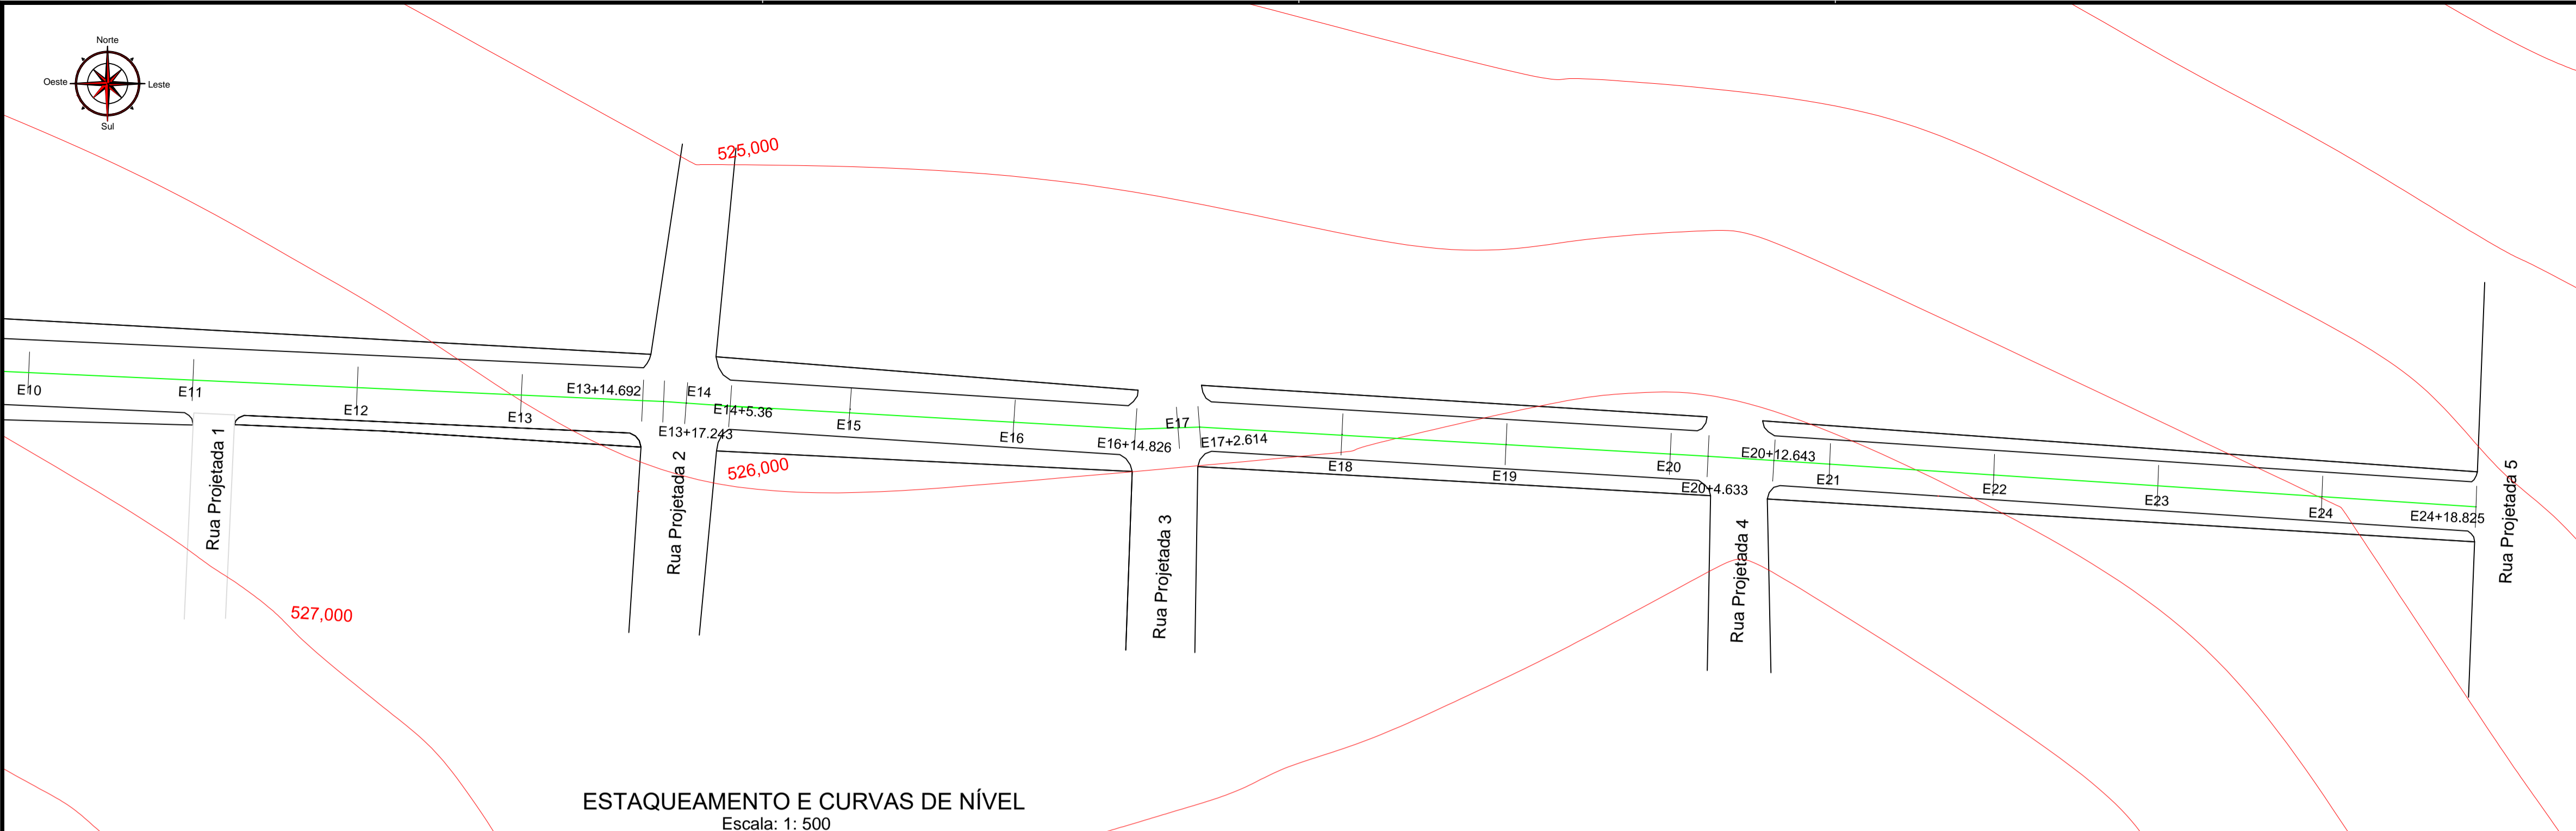 Norte
Oeste
Leste
Sul
525,000
E10
E11
E12
E13
E13+14.692
E13+17.243
E14
E14+5.36
E15
E16
E16+14.826
E17
E17+2.614
E18
E19
E20
E20+4.633
E20+12.643
E21
E22
E23
E24
E24+18.825
Rua Projetada 1
Rua Projetada 2
526,000
Rua Projetada 3
Rua Projetada 4
Rua Projetada 5
527,000
ESTAQUEAMENTO E CURVAS DE NÍVEL
Escala: 1: 500